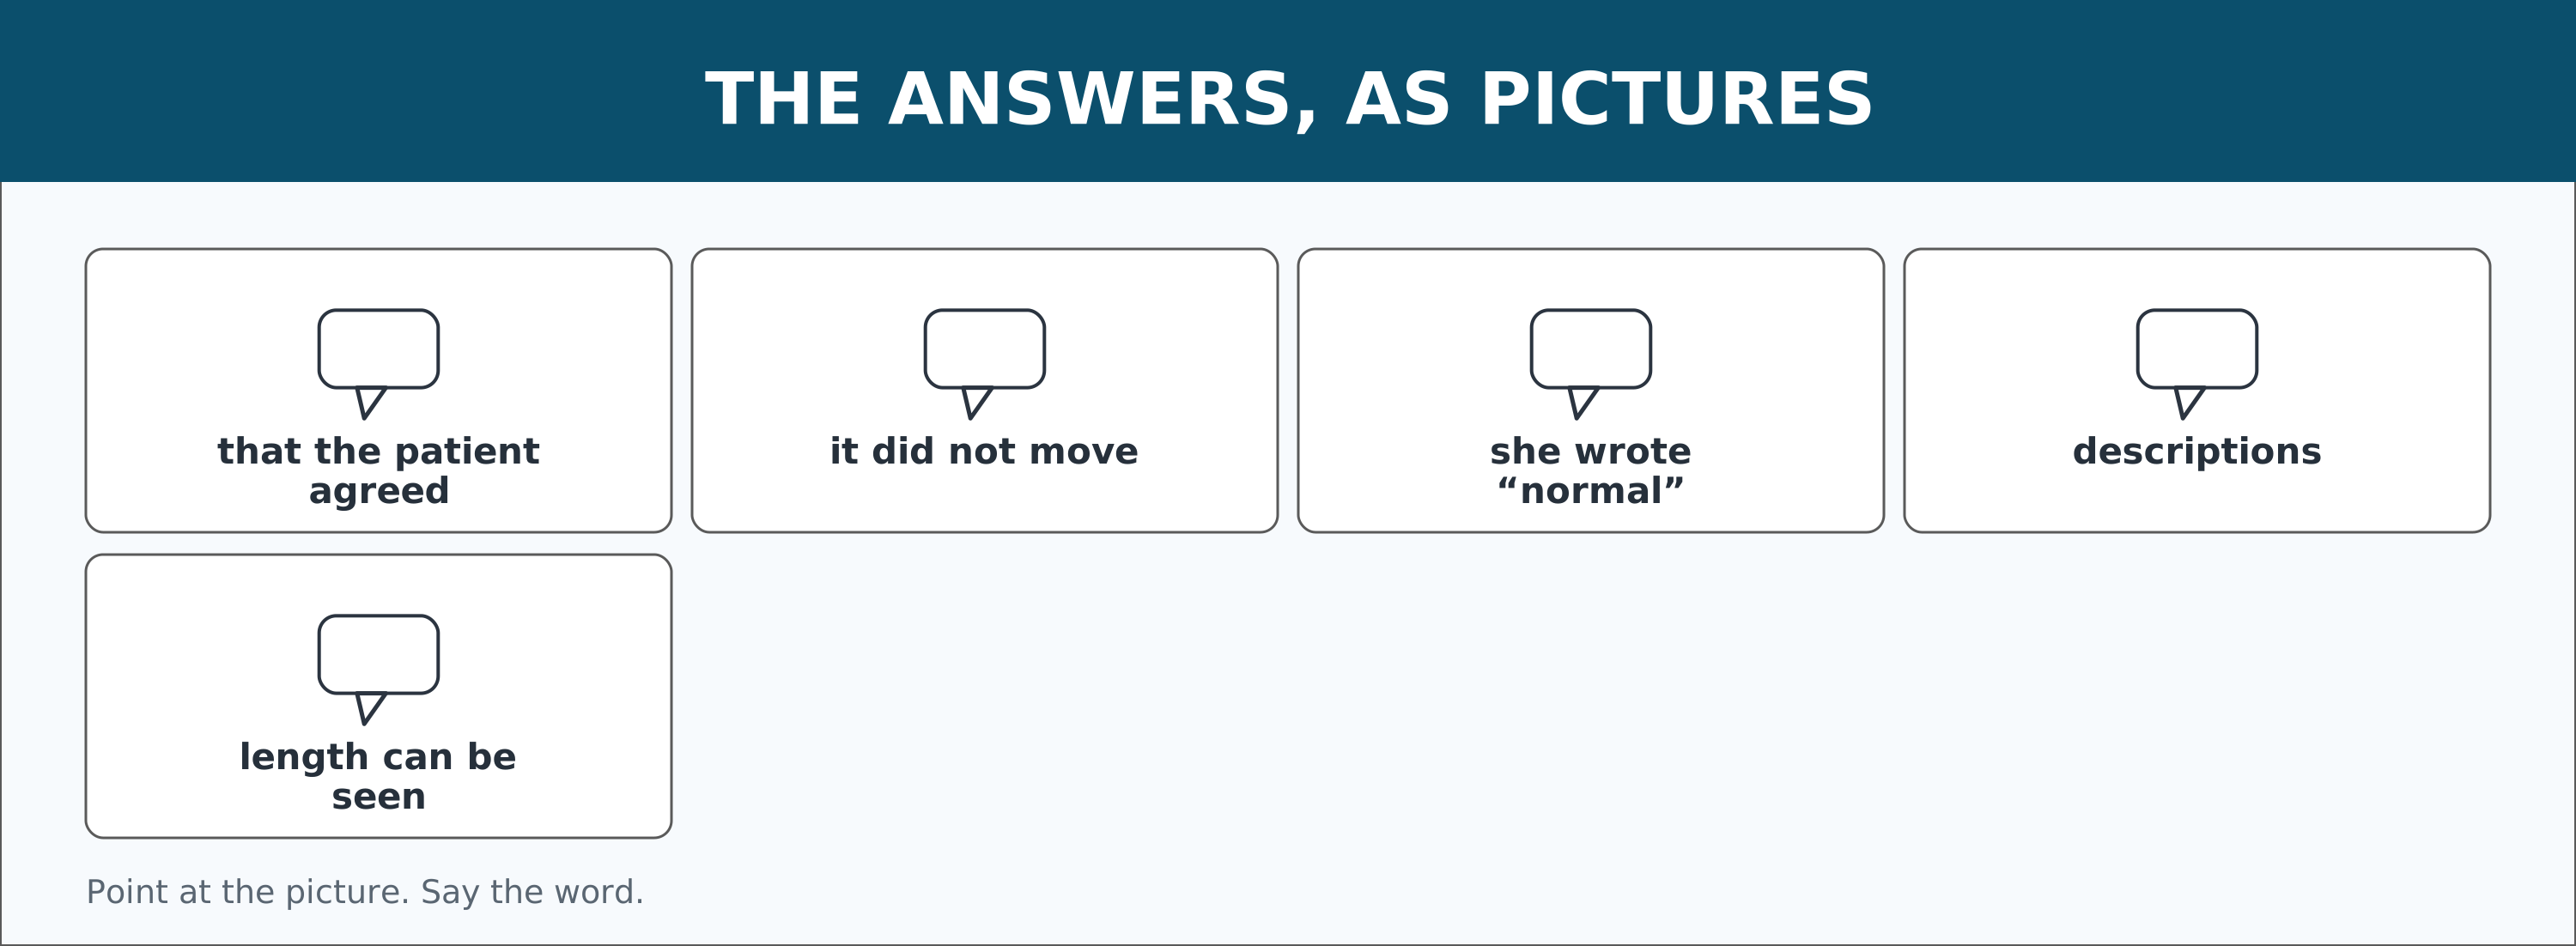 THE ANSWERS, AS PICTURES
that the patient
agreed
it did not move
she wrote
“normal”
descriptions
length can be
seen
Point at the picture. Say the word.